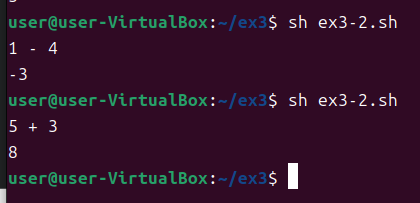 user@user-VirtualBox:~/ex3$ sh ex3-2.sh
1 - 4
-3
user@user-VirtualBox:~/ex3$ sh ex3-2.sh
5 + 3
8
user@user-VirtualBox:~/ex3$